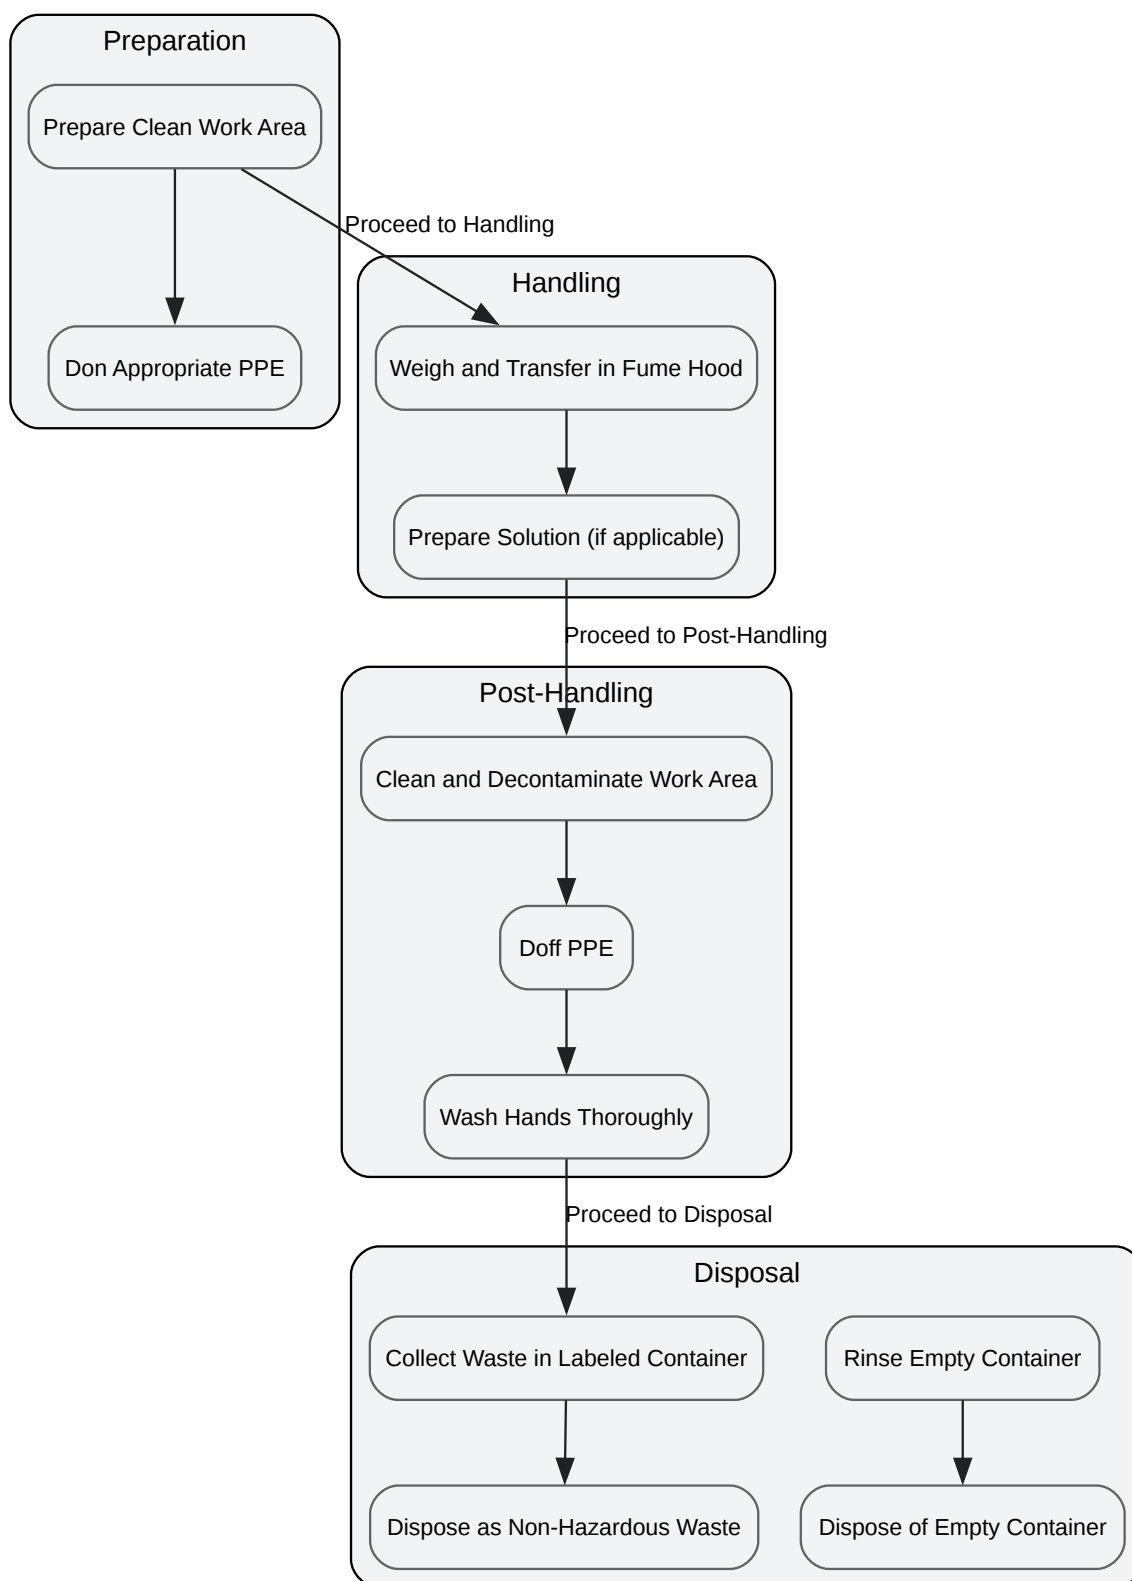 Preparation
Prepare Clean Work Area
Proceed to Handling
Don Appropriate PPE
Handling
Weigh and Transfer in Fume Hood
Prepare Solution (if applicable)
Proceed to Post-Handling
Post-Handling
Clean and Decontaminate Work Area
Doff PPE
Wash Hands Thoroughly
Proceed to Disposal
Disposal
Collect Waste in Labeled Container
Rinse Empty Container
Dispose as Non-Hazardous Waste
Dispose of Empty Container